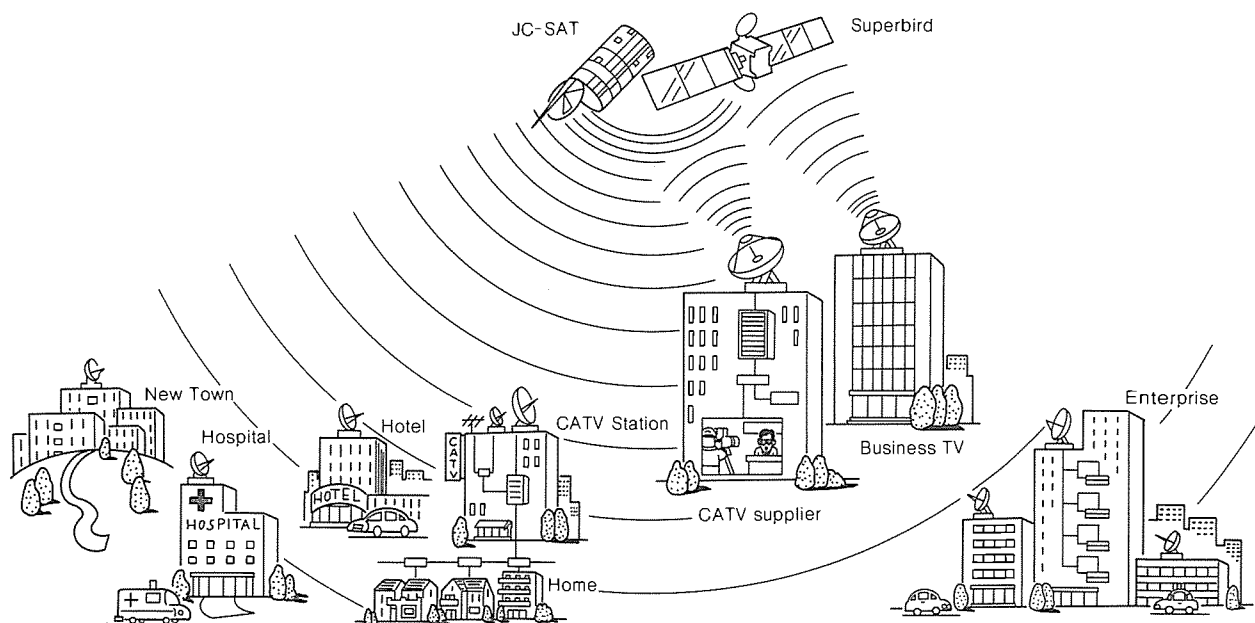 JC-SAT
Superbird
New Town
Hospital
Hotel
CATV Station
Enterprise
Business TV
CATV
HOTEL
HOSPITAL
CATV supplier
Home